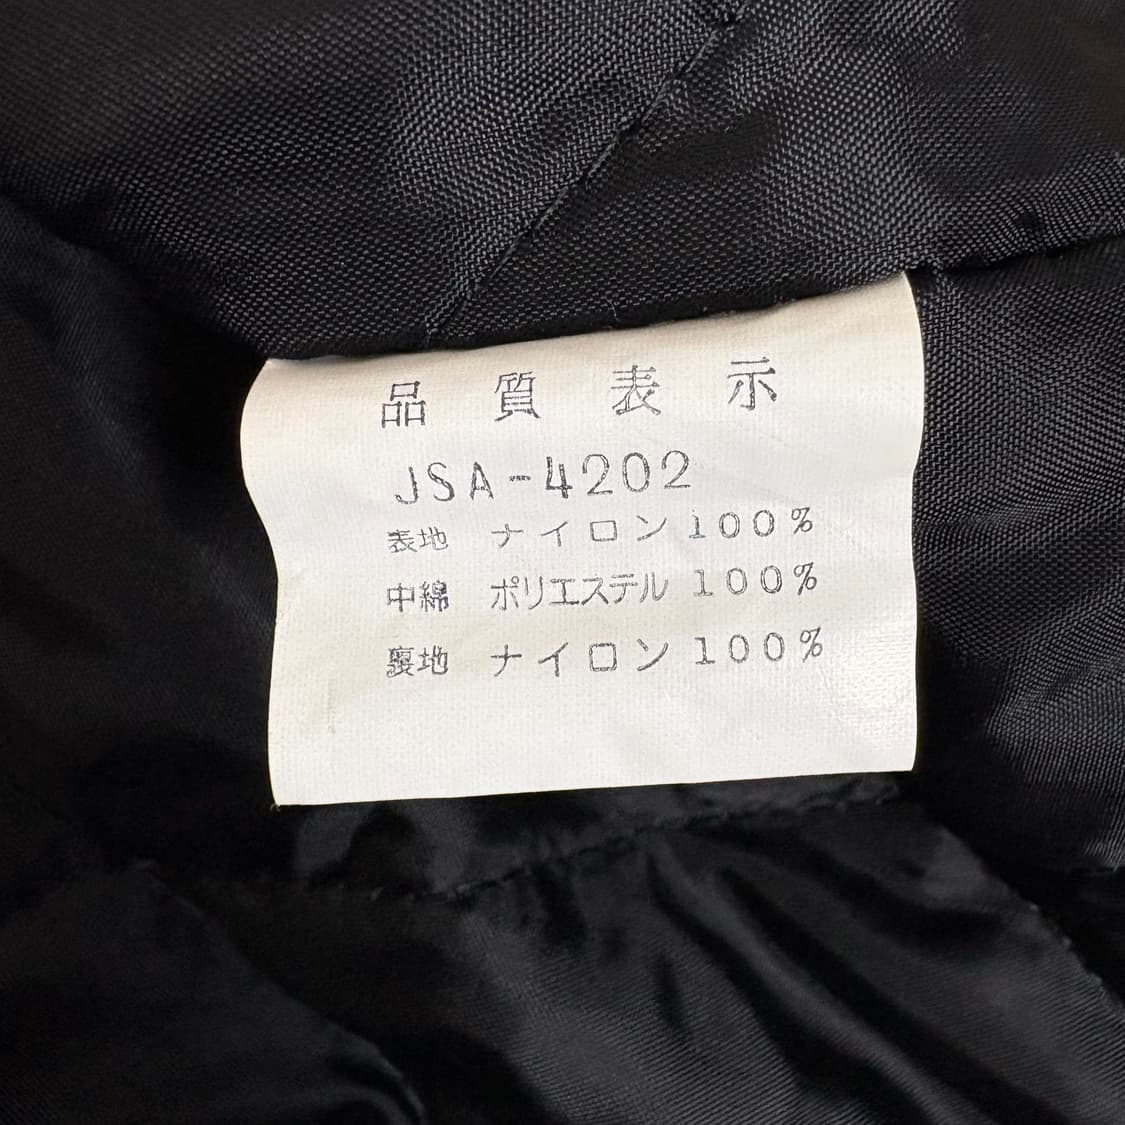 品質表示
JSA-4202
表地 ナイロン 100%
中綿 ポリエステル 100%
裏地 ナイロン 100%